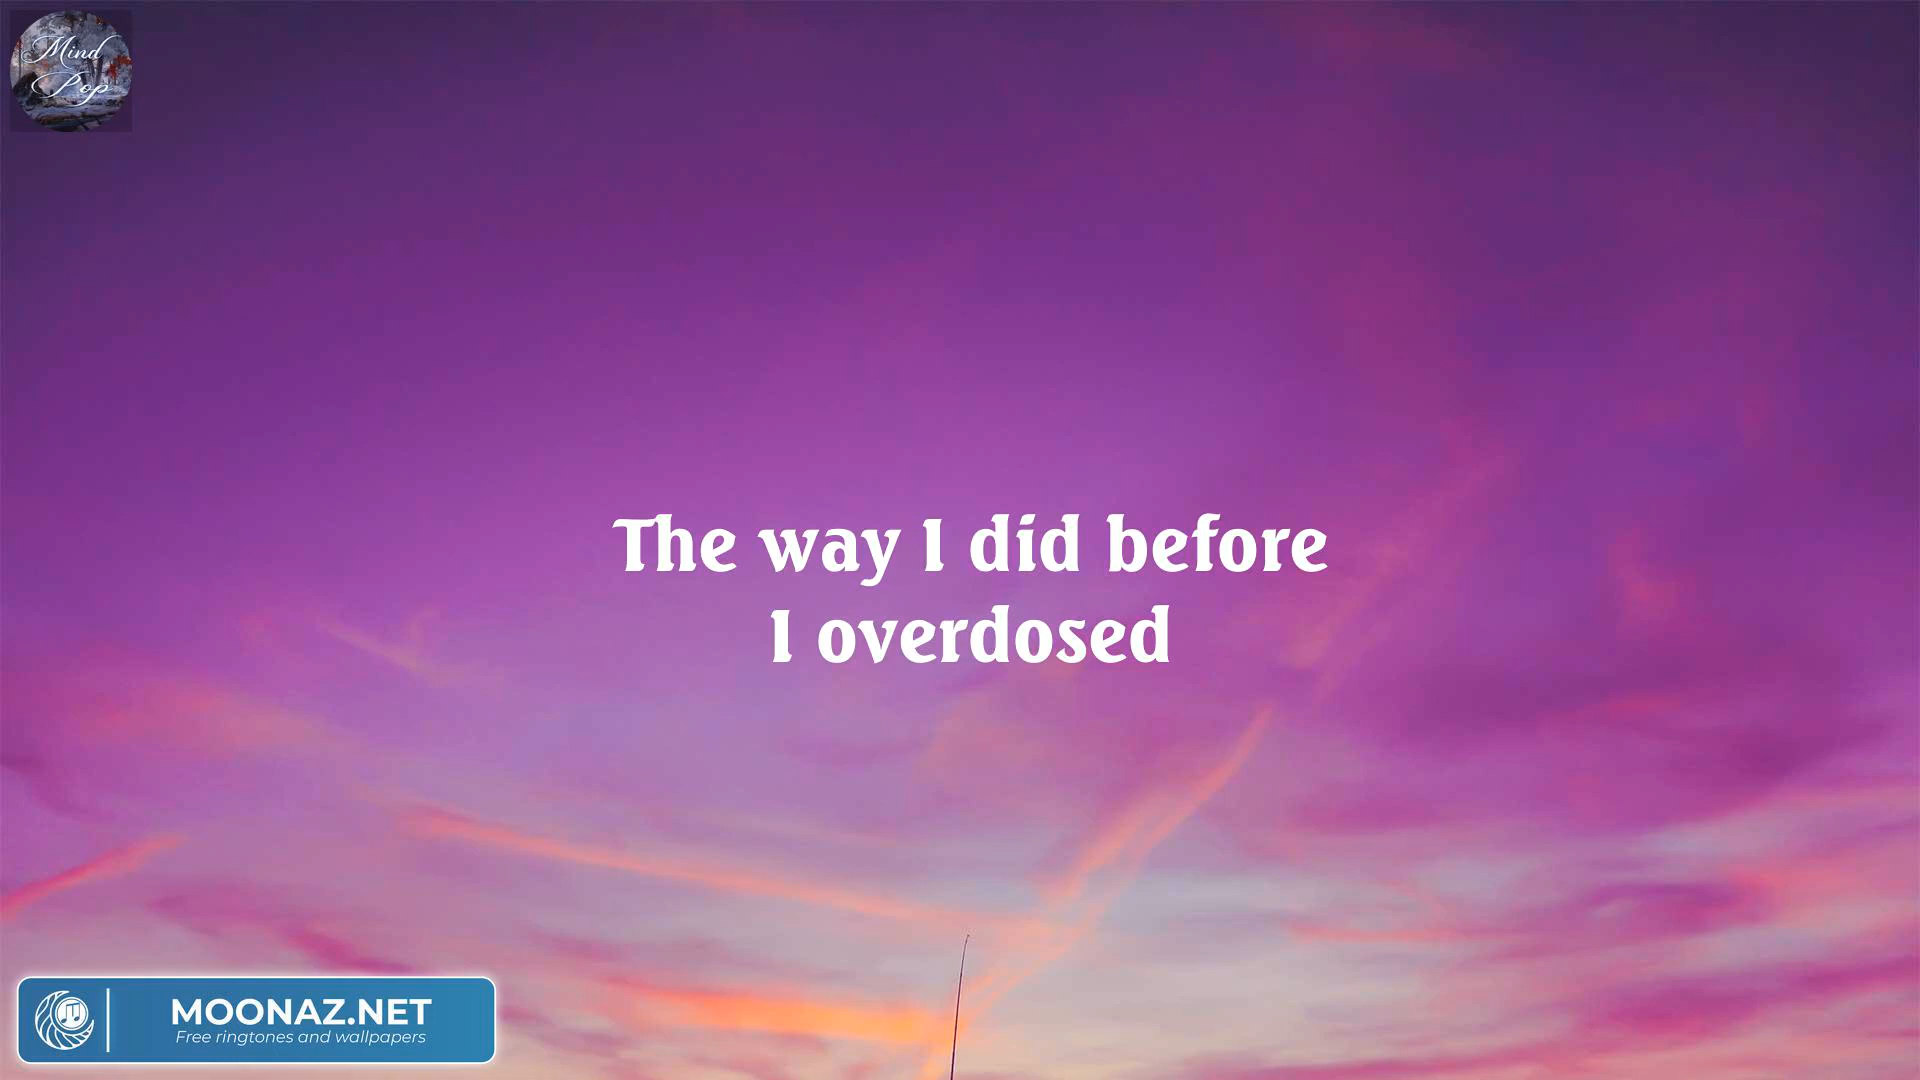 Mind
Pop
The way I did before
I overdosed
MOONAZ.NET
Free ringtones and wallpapers